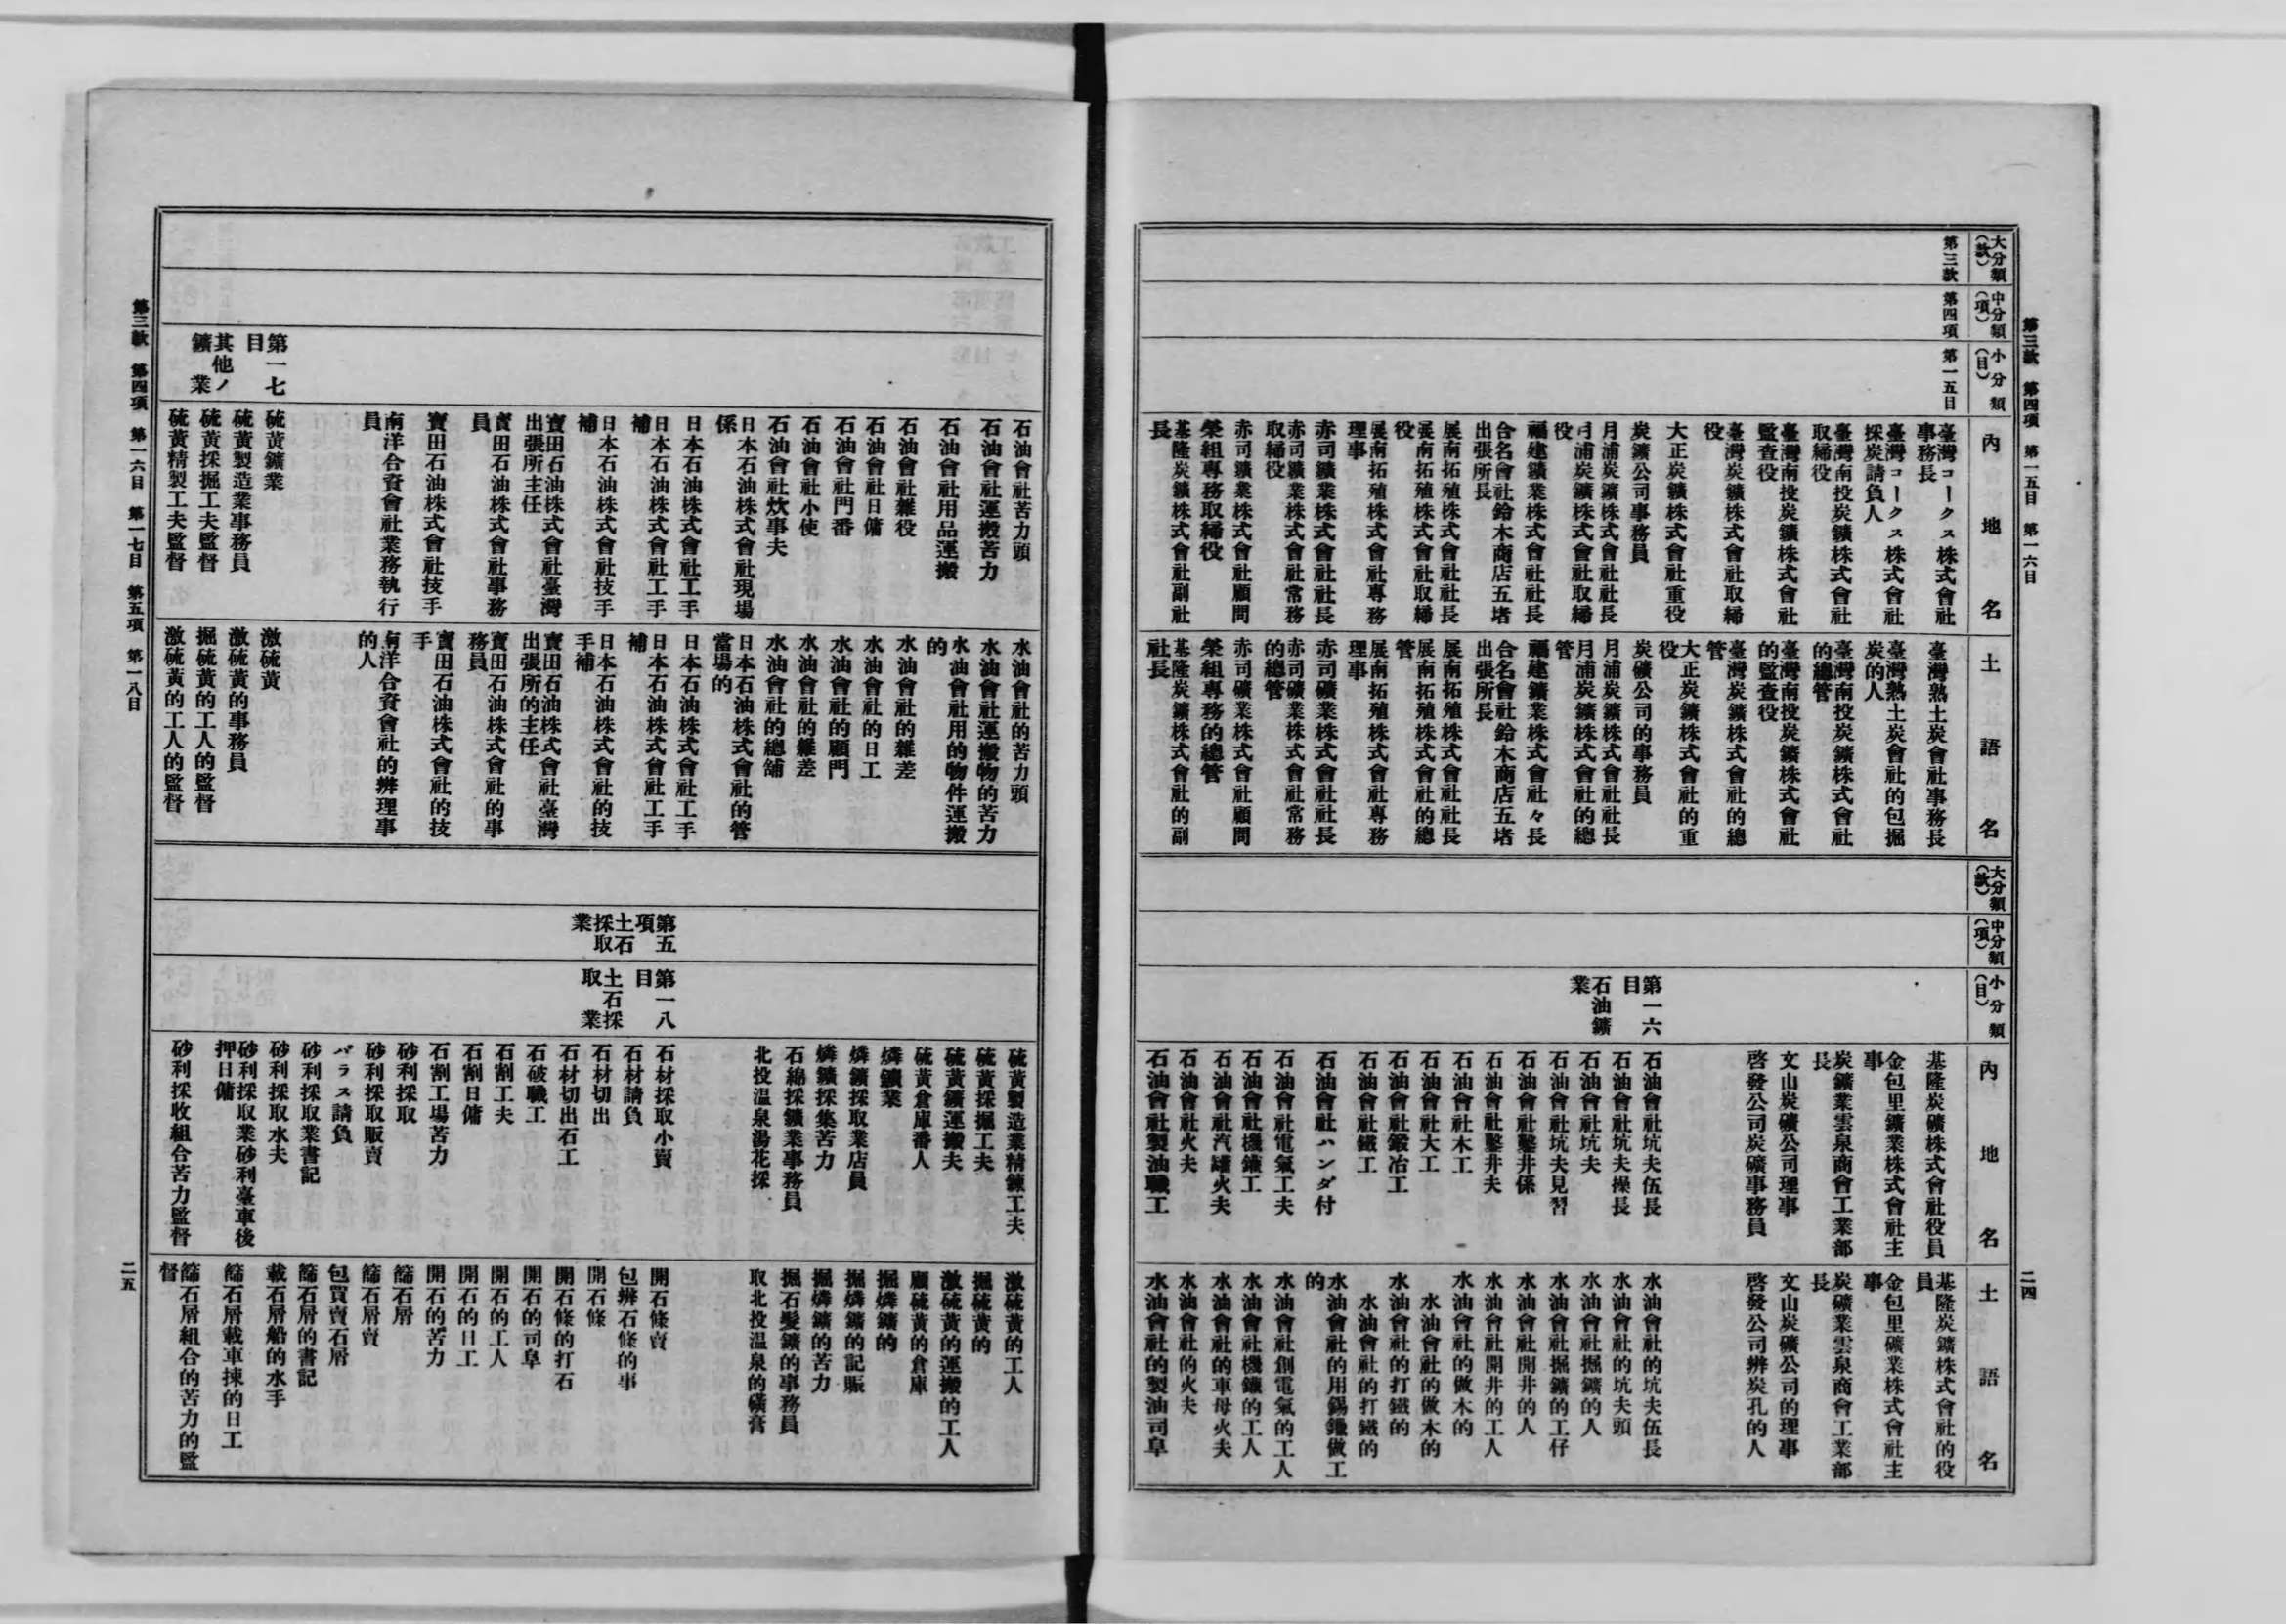 第三款 第四項 第一五目 第一六目
二四
大分類(款)
中分類(項)
小分類(目)
內地名
土語名
第三款
第四項
第一五目
臺灣コークス株式會社
事務長
臺灣コークス株式會社
採炭請負人
臺灣南投炭鑛株式會社
取締役
臺灣南投炭鑛株式會社
監査役
臺灣炭鑛株式會社取締
役
大正炭鑛株式會社重役
炭鑛公司事務員
月浦炭鑛株式會社社長
月浦炭鑛株式會社取締
役
福建鑛業株式會社社長
合名會社鈴木商店五堵
出張所長
展南拓殖株式會社社長
展南拓殖株式會社取締
役
展南拓殖株式會社專務
理事
赤司鑛業株式會社社長
赤司鑛業株式會社常務
取締役
赤司鑛業株式會社顧問
榮組專務取締役
基隆炭鑛株式會社副社
長
臺灣熟土炭會社事務長
臺灣熟土炭會社的包掘
炭的人
臺灣南投炭鑛株式會社
的總管
臺灣南投炭鑛株式會社
的監查役
臺灣炭鑛株式會社的總
管
大正炭鑛株式會社的重
役
炭礦公司的事務員
月浦炭鑛株式會社社長
月浦炭鑛株式會社的總
管
福建鑛業株式會社々長
合名會社鈴木商店五堵
出張所長
展南拓殖株式會社社長
展南拓殖株式會社的總
管
展南拓殖株式會社專務
理事
赤司礦業株式會社社長
赤司礦業株式會社常務
的總管
赤司礦業株式會社顧問
榮組專務的總管
基隆炭鑛株式會社的副
社長
大分類(款)
中分類(項)
小分類(目)
內地名
土語名
第一六
目
石油鑛
業
基隆炭礦株式會社役員
金包里鑛業株式會社主
事
炭鑛業雲泉商會工業部
長
文山炭礦公司理事
啓發公司炭礦事務員
石油會社坑夫伍長
石油會社坑夫操長
石油會社坑夫
石油會社坑夫見習
石油會社鑿井係
石油會社鑿井夫
石油會社木工
石油會社大工
石油會社鍛冶工
石油會社鐵工
石油會社ハンダ付
石油會社電氣工夫
石油會社機鑵工
石油會社汽罐火夫
石油會社火夫
石油會社製油職工
基隆炭鑛株式會社的役
員
金包里礦業株式會社主
事
炭礦業雲泉商會工業部
長
文山炭礦公司的理事
啓發公司辨炭孔的人
水油會社的坑夫伍長
水油會社的坑夫頭
水油會社掘鑛的人
水油會社掘鑛的工仔
水油會社開井的人
水油會社開井的工人
水油會社的做木的
水油會社的做木的
水油會社的打鐵的
水油會社的打鐵的
水油會社的用錫鑞做工
的
水油會社創電氣的工人
水油會社機鑵的工人
水油會社的車母火夫
水油會社的火夫
水油會社的製油司阜
第一七
目
其他ノ
鑛業
石油會社苦力頭
石油會社運搬苦力
石油會社用品運搬
石油會社雜役
石油會社日傭
石油會社門番
石油會社小使
石油會社炊事夫
日本石油株式會社現場
係
日本石油株式會社工手
日本石油株式會社工手
補
日本石油株式會社技手
補
寶田石油株式會社臺灣
出張所主任
寶田石油株式會社事務
員
寶田石油株式會社技手
南洋合資會社業務執行
員
硫黃鑛業
硫黃製造業事務員
硫黃採掘工夫監督
硫黃精製工夫監督
水油會社的苦力頭
水油會社運搬物的苦力
水油會社用的物件運搬
的
水油會社的雜差
水油會社的日工
水油會社的顧門
水油會社的雜差
水油會社的總舖
日本石油株式會社的管
當場的
日本石油株式會社工手
日本石油株式會社工手
補
日本石油株式會社的技
手補
寶田石油株式會社臺灣
出張所的主任
寶田石油株式會社的事
務員
寶田石油株式會社的技
手
南洋合資會社的辨理事
的人
激硫黃
激硫黃的事務員
掘硫黃的工人的監督
激硫黃的工人的監督
第五
項
土石
採取
業
第一八
目
土石採
取業
硫黃製造業精鍊工夫
硫黃採掘工夫
硫黃鑛運搬夫
硫黃倉庫番人
燐鑛業
燐鑛採取業店員
燐鑛採集苦力
石綿採鑛業事務員
北投溫泉湯花採
石材採取小賣
石材請負
石材切出
石材切出石工
石破職工
石割工夫
石割日傭
石割工場苦力
砂利採取
砂利採取販賣
バラス請負
砂利採取業書記
砂利採取水夫
砂利採取業砂利臺車後
押日傭
砂利採收組合苦力監督
激硫黃的工人
掘硫黃的
激硫黃的運搬的工人
顧硫黃的倉庫
掘燐鑛的
掘燐鑛的記賬
掘燐鑛的苦力
掘石髮鑛的事務員
取北投溫泉的磺膏
開石條賣
包辨石條的事
開石條
開石條的打石
開石的司阜
開石的工人
開石的日工
開石的苦力
篩石屑
篩石屑賣
包買賣石屑
篩石屑的書記
載石屑船的水手
篩石屑載車揀的日工
篩石屑組合的苦力的監
督
第三款 第四項 第一六目 第一七目 第五項 第一八目
二五